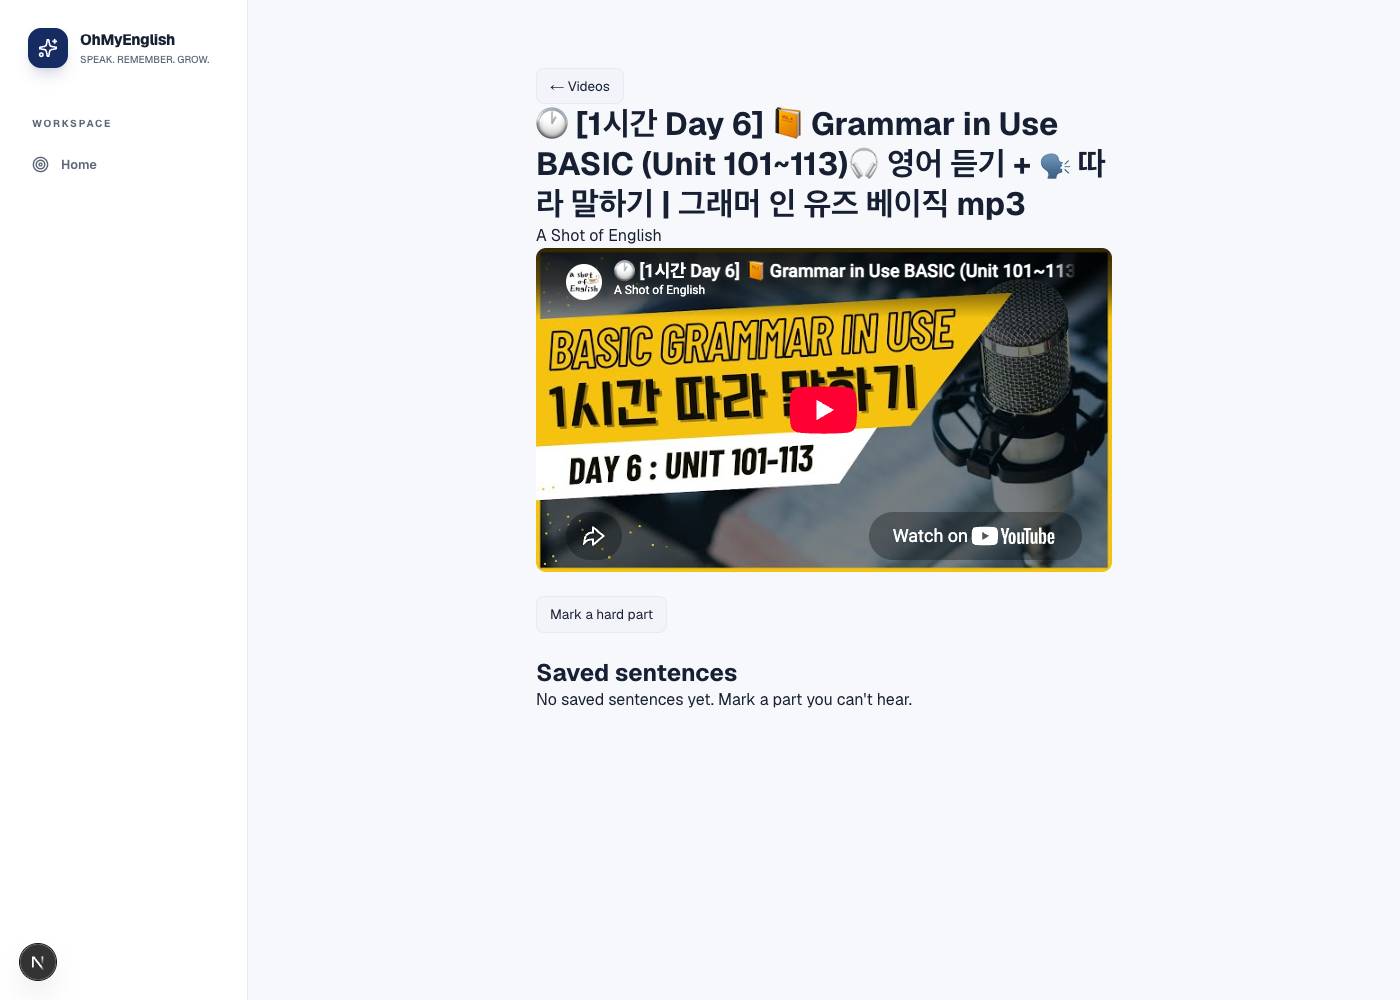 OhMyEnglish
SPEAK. REMEMBER. GROW.
WORKSPACE
Home
← Videos
🕐 [1시간 Day 6] 📙 Grammar in Use
BASIC (Unit 101~113)🎧 영어 듣기 + 🗣️ 따
라 말하기 | 그래머 인 유즈 베이직 mp3
A Shot of English
a shot
of
English
🕐 [1시간 Day 6] 📙 Grammar in Use BASIC (Unit 101~113
A Shot of English
BASIC GRAMMAR IN USE
1시간 따라 말하기
DAY 6 : UNIT 101-113
Watch on YouTube
Mark a hard part
Saved sentences
No saved sentences yet. Mark a part you can't hear.
N